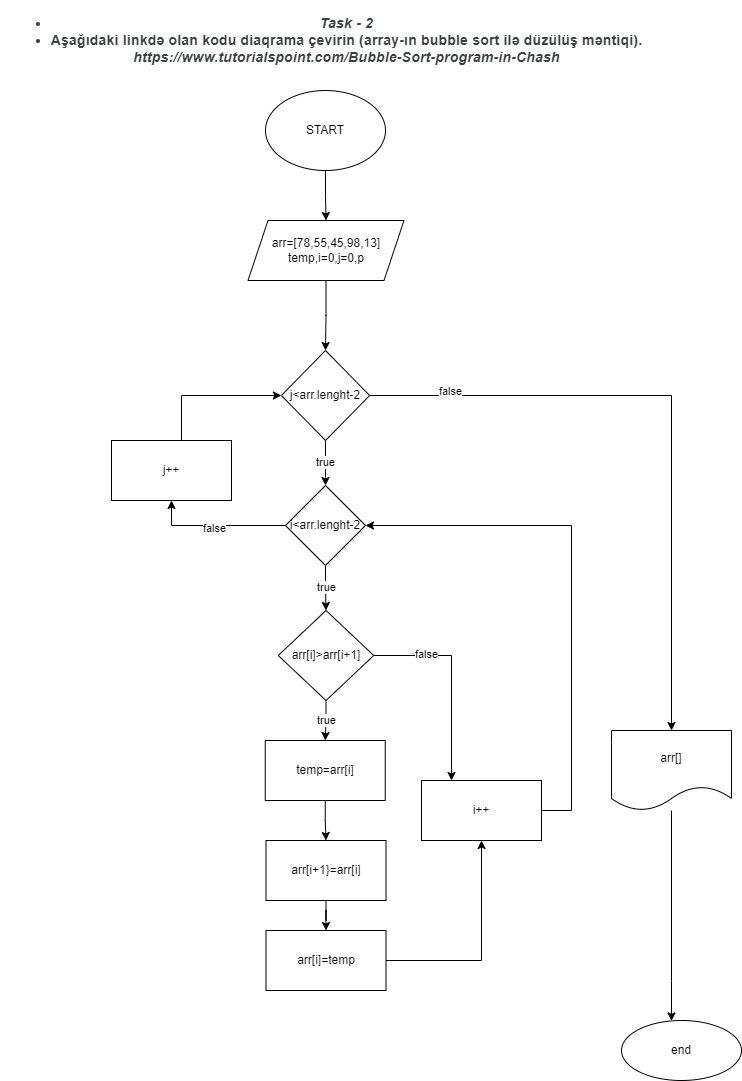 Task - 2
Aşağıdaki linkdə olan kodu diaqrama çevirin (array-ın bubble sort ilə düzülüş məntiqi).
https://www.tutorialspoint.com/Bubble-Sort-program-in-Chash
START
arr=[78,55,45,98,13]
temp,i=0,j=0,p
j<arr.lenght-2
false
true
j++
i<arr.lenght-2
false
true
arr[i]>arr[i+1]
false
true
temp=arr[i]
arr[]
i++
arr[i+1}=arr[i]
arr[i]=temp
end